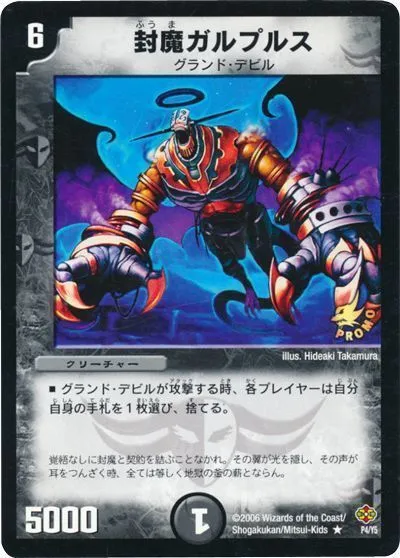 6
ふうま
封魔ガルプルス
グランド・デビル
PROMO
illus. Hideaki Takamura
クリーチャー
■ グランド・デビルが攻撃する時、各プレイヤーは自分
自身の手札を1枚選び、捨てる。
覚悟なしに封魔と契約を結ぶことなかれ。その翼が光を隠し、その声が
耳をつんざく時、全ては等しく地獄の釜の薪とならん。
5000
1
©2006 Wizards of the Coast/
Shogakukan/Mitsui-Kids ★ P4/Y5